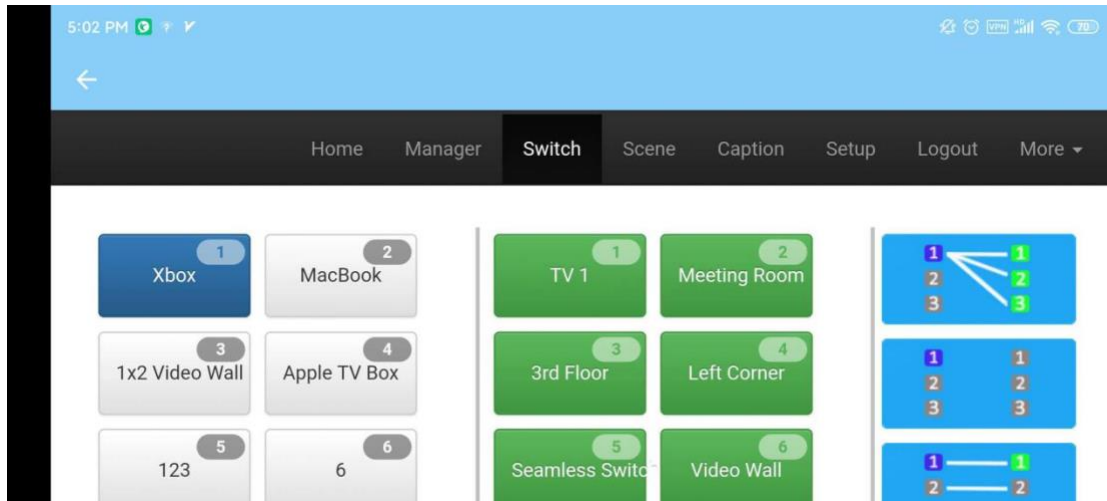 5:02 PM
VPN HD 70
Home Manager Switch Scene Caption Setup Logout More
1 2 1 2
Xbox MacBook TV 1 Meeting Room
3 4 3 4
1x2 Video Wall Apple TV Box 3rd Floor Left Corner
5 6 5 6
123 6 Seamless Switc Video Wall
1 1
2 2
3 3
1 1
2 2
3 3
1 1
2 2